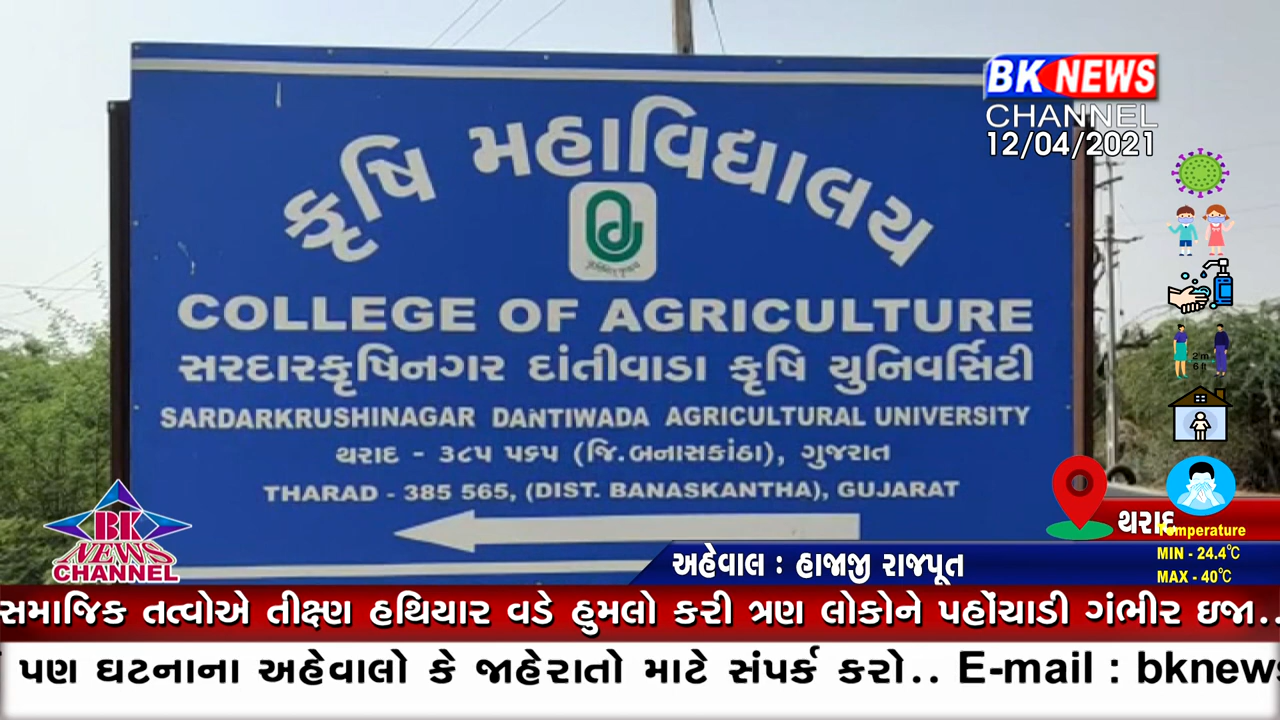 BK NEWS
CHANNEL
12/04/2021
કૃષિ મહાવિદ્યાલય
COLLEGE OF AGRICULTURE
સરદારકૃષિનગર દાંતીવાડા કૃષિ યુનિવર્સિટી
SARDARKRUSHINAGAR DANTIWADA AGRICULTURAL UNIVERSITY
થરાદ - ૩૮૫ ૫૬૫ (જિ.બનાસકાંઠા), ગુજરાત
THARAD - 385 565, (DIST. BANASKANTHA), GUJARAT
2 m
6 ft
BK
NEWS
CHANNEL
થરાદ
Temperature
MIN - 24.4℃
MAX - 40℃
અહેવાલ : હાજાજી રાજપૂત
સમાજિક તત્વોએ તીક્ષ્ણ હથિયાર વડે હુમલો કરી ત્રણ લોકોને પહોંચાડી ગંભીર ઇજા..
પણ ઘટનાના અહેવાલો કે જાહેરાતો માટે સંપર્ક કરો.. E-mail : bknews